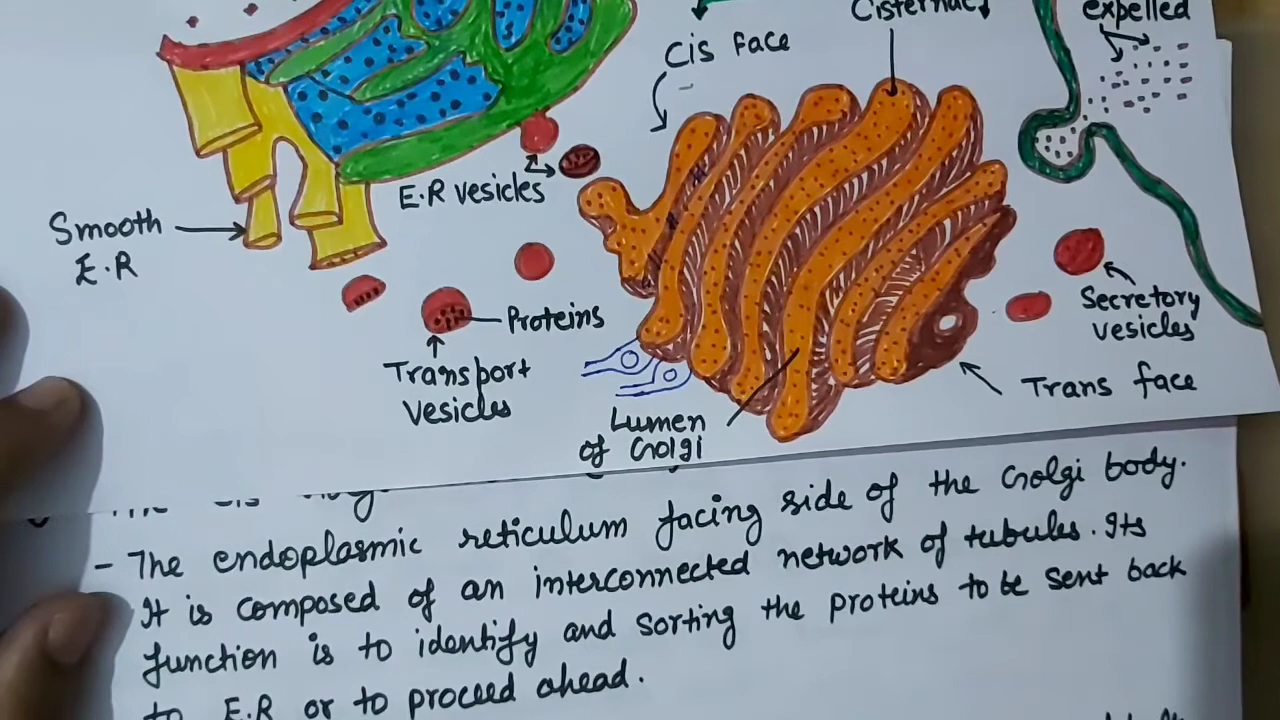 Cisternae
expelled
Cis face
E.R vesicles
Smooth
E.R
Proteins
Transport
vesicles
Secretory
vesicles
Trans face
Lumen
of Golgi
- The endoplasmic reticulum facing side of the Golgi body.
It is composed of an interconnected network of tubules. Its
function is to identify and sorting the proteins to be sent back
to E.R or to proceed ahead.